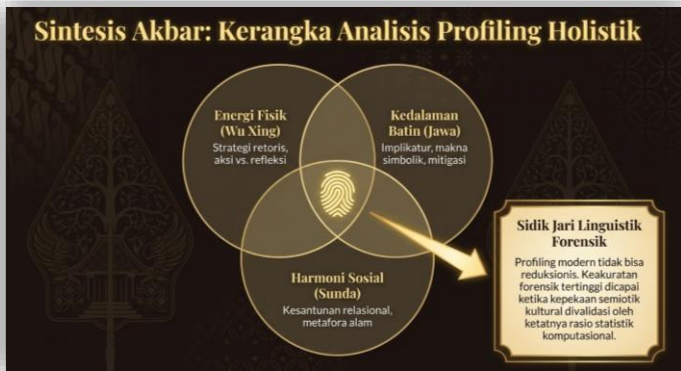 Sintesis Akbar: Kerangka Analisis Profiling Holistik
Energi Fisik
(Wu Xing)
Strategi retoris,
aksi vs. refleksi
Kedalaman
Batin (Jawa)
Implikatur, makna
simbolik, mitigasi
Harmoni Sosial
(Sunda)
Kesantunan relasional,
metafora alam
Sidik Jari Linguistik
Forensik
Profiling modern tidak bisa
reduksionis. Keakuratan
forensik tertinggi dicapai
ketika kepekaan semiotik
kultural divalidasi oleh
ketatnya rasio statistik
komputasional.